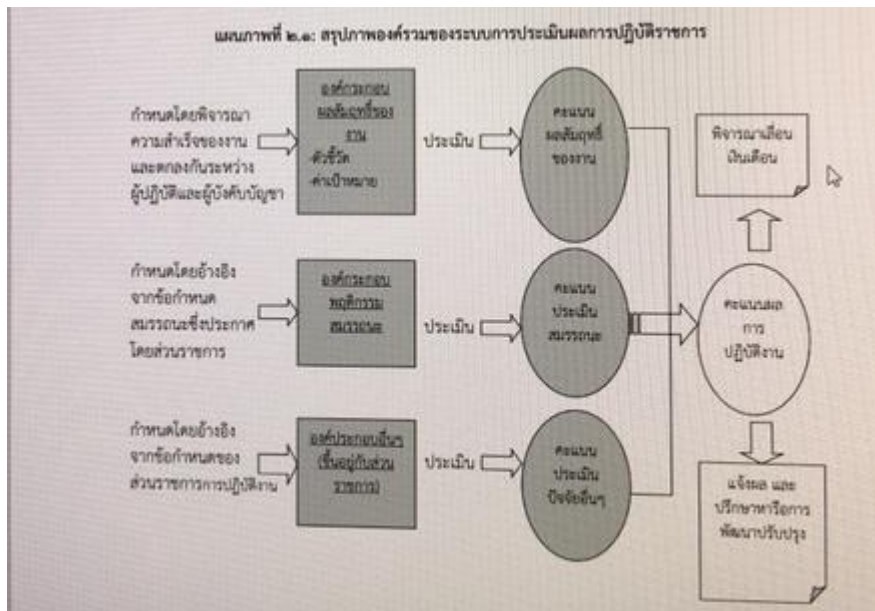 แผนภาพที่ ๒.๑: สรุปภาพองค์รวมของระบบการประเมินผลการปฏิบัติราชการ
กำหนดโดยพิจารณา
ความสำเร็จของงาน
และตกลงกันระหว่าง
ผู้ปฏิบัติและผู้บังคับบัญชา
องค์ประกอบ
ผลสัมฤทธิ์ของ
งาน
-ตัวชี้วัด
-ค่าเป้าหมาย
ประเมิน
คะแนน
ผลสัมฤทธิ์
ของงาน
พิจารณาเลื่อน
เงินเดือน
กำหนดโดยอ้างอิง
จากข้อกำหนด
สมรรถนะซึ่งประกาศ
โดยส่วนราชการ
องค์ประกอบ
พฤติกรรม
สมรรถนะ
ประเมิน
คะแนน
ประเมิน
สมรรถนะ
คะแนนผล
การ
ปฏิบัติงาน
กำหนดโดยอ้างอิง
จากข้อกำหนดของ
ส่วนราชการการปฏิบัติงาน
องค์ประกอบอื่นๆ
(ขึ้นอยู่กับส่วน
ราชการ)
ประเมิน
คะแนน
ประเมิน
ปัจจัยอื่นๆ
แจ้งผล และ
ปรึกษาหารือการ
พัฒนาปรับปรุง